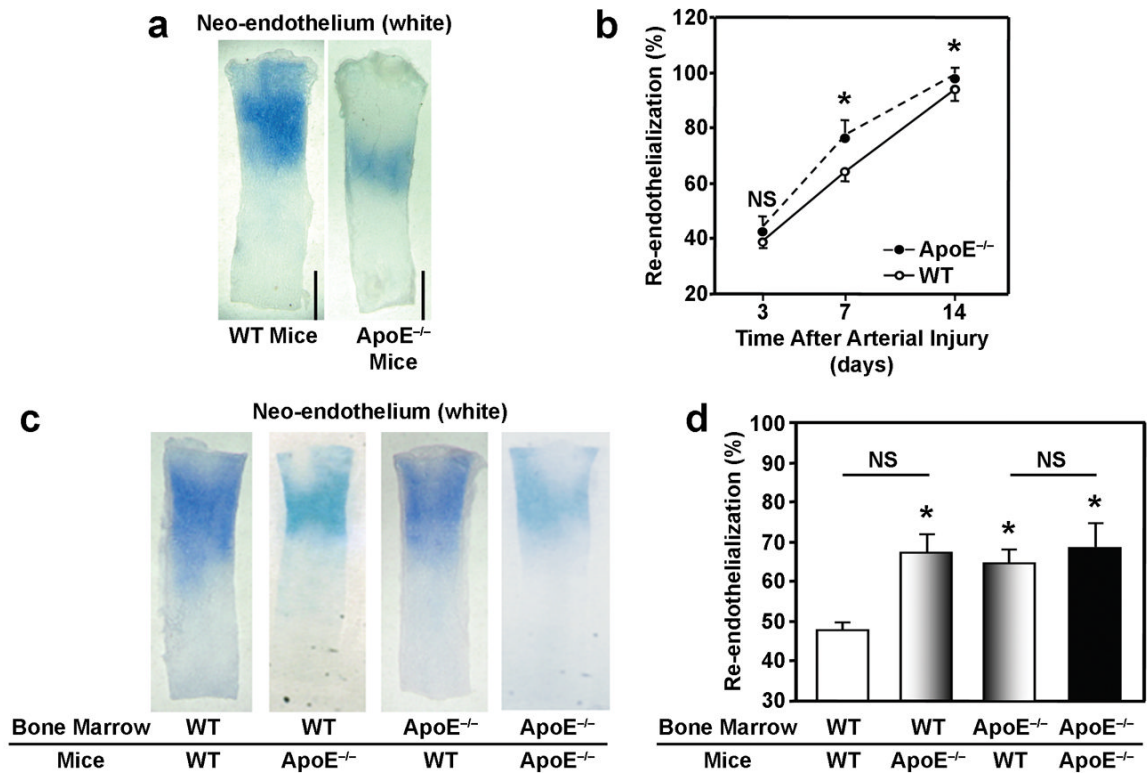 a
Neo-endothelium (white)
WT Mice
ApoE–/–
Mice
b
Re-endothelialization (%)
120
100
80
60
40
20
NS
*
*
ApoE–/–
WT
3 7 14
Time After Arterial Injury
(days)
c
Neo-endothelium (white)
Bone Marrow WT WT ApoE–/– ApoE–/–
Mice WT ApoE–/– WT ApoE–/–
d
Re-endothelialization (%)
100
90
80
70
60
50
40
30
NS NS
* * *
WT WT ApoE–/– ApoE–/–
WT ApoE–/– WT ApoE–/–